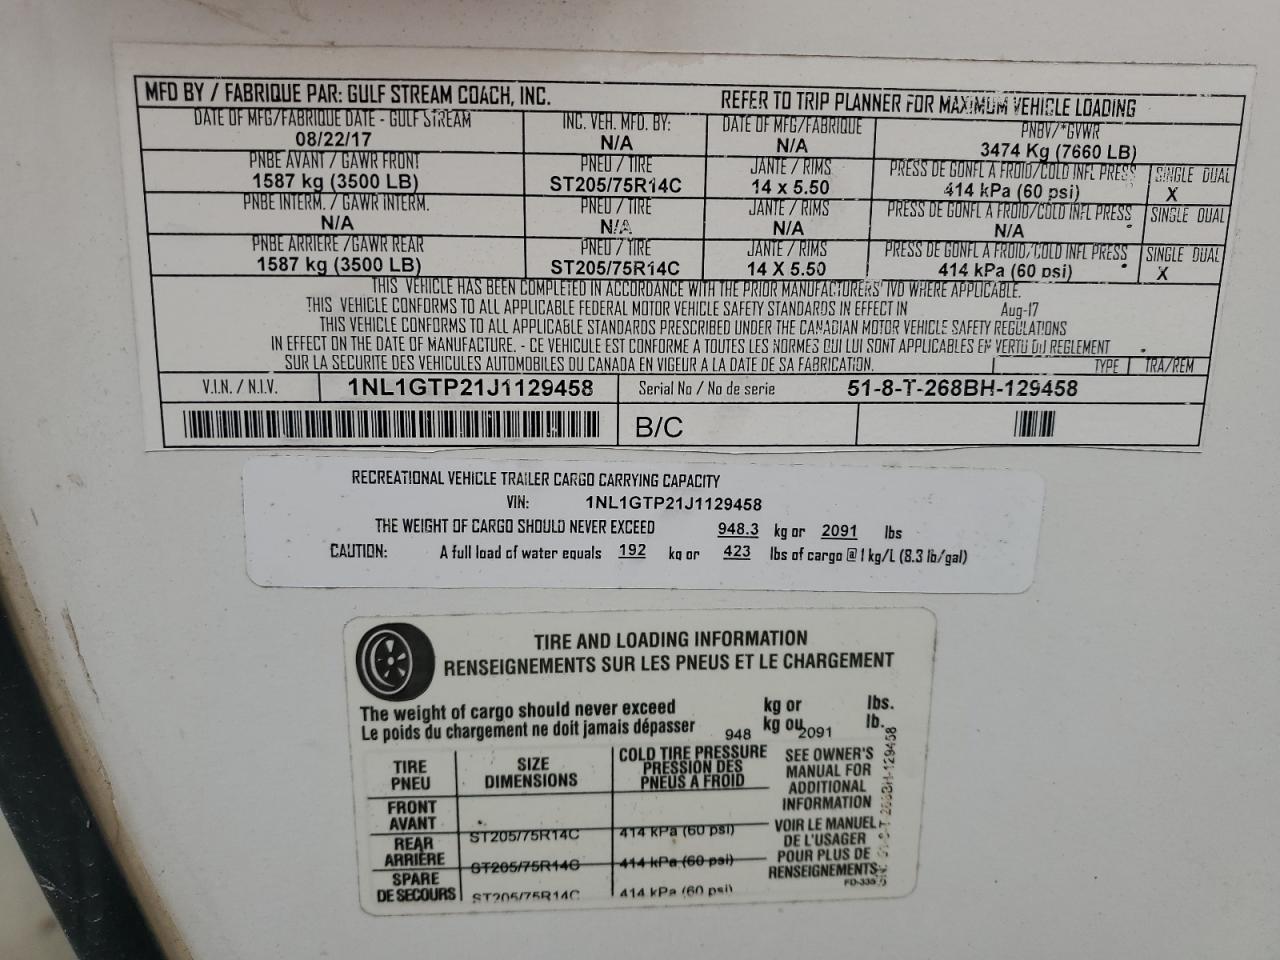 MFD BY / FABRIQUE PAR: GULF STREAM COACH, INC.
REFER TO TRIP PLANNER FOR MAXIMUM VEHICLE LOADING
DATE OF MFG/FABRIQUE DATE - GULF STREAM
INC. VEH. MFD. BY:
DATE OF MFG/FABRIQUE
PNBV/*GVWR
08/22/17
N/A
N/A
3474 Kg (7660 LB)
PNBE AVANT / GAWR FRONT
PNEU / TIRE
JANTE / RIMS
PRESS DE GONFL A FROID/COLD INFL PRESS
SINGLE DUAL
1587 kg (3500 LB)
ST205/75R14C
14 x 5.50
414 kPa (60 psi)
X
PNBE INTERM. / GAWR INTERM.
PNEU / TIRE
JANTE / RIMS
PRESS DE GONFL A FROID/COLD INFL PRESS
SINGLE DUAL
N/A
N/A
N/A
N/A
PNBE ARRIERE /GAWR REAR
PNEU / TIRE
JANTE / RIMS
PRESS DE GONFL A FROID/COLD INFL PRESS
SINGLE DUAL
1587 kg (3500 LB)
ST205/75R14C
14 X 5.50
414 kPa (60 psi)
X
THIS VEHICLE HAS BEEN COMPLETED IN ACCORDANCE WITH THE PRIOR MANUFACTURERS' IVD WHERE APPLICABLE.
THIS VEHICLE CONFORMS TO ALL APPLICABLE FEDERAL MOTOR VEHICLE SAFETY STANDARDS IN EFFECT IN Aug-17
THIS VEHICLE CONFORMS TO ALL APPLICABLE STANDARDS PRESCRIBED UNDER THE CANADIAN MOTOR VEHICLE SAFETY REGULATIONS
IN EFFECT ON THE DATE OF MANUFACTURE. - CE VEHICULE EST CONFORME A TOUTES LES NORMES QUI LUI SONT APPLICABLES EN VERTU DU REGLEMENT
SUR LA SECURITE DES VEHICULES AUTOMOBILES DU CANADA EN VIGEUR A LA DATE DE SA FABRICATION.
TYPE
TRA/REM
V.I.N. / N.I.V.
1NL1GTP21J1129458
Serial No / No de serie
51-8-T-268BH-129458
B/C
RECREATIONAL VEHICLE TRAILER CARGO CARRYING CAPACITY
VIN: 1NL1GTP21J1129458
THE WEIGHT OF CARGO SHOULD NEVER EXCEED 948.3 kg or 2091 lbs
CAUTION: A full load of water equals 192 kg or 423 lbs of cargo @ 1 kg/L (8.3 lb/gal)
TIRE AND LOADING INFORMATION
RENSEIGNEMENTS SUR LES PNEUS ET LE CHARGEMENT
The weight of cargo should never exceed kg or lbs.
Le poids du chargement ne doit jamais dépasser 948 kg ou 2091 lb.
TIRE
PNEU
SIZE
DIMENSIONS
COLD TIRE PRESSURE
PRESSION DES
PNEUS A FROID
SEE OWNER'S
MANUAL FOR
ADDITIONAL
INFORMATION
VOIR LE MANUEL
DE L'USAGER
POUR PLUS DE
RENSEIGNEMENTS
FRONT
AVANT
ST205/75R14C
414 kPa (60 psi)
REAR
ARRIÈRE
ST205/75R14C
414 kPa (60 psi)
SPARE
DE SECOURS
ST205/75R14C
414 kPa (60 psi)